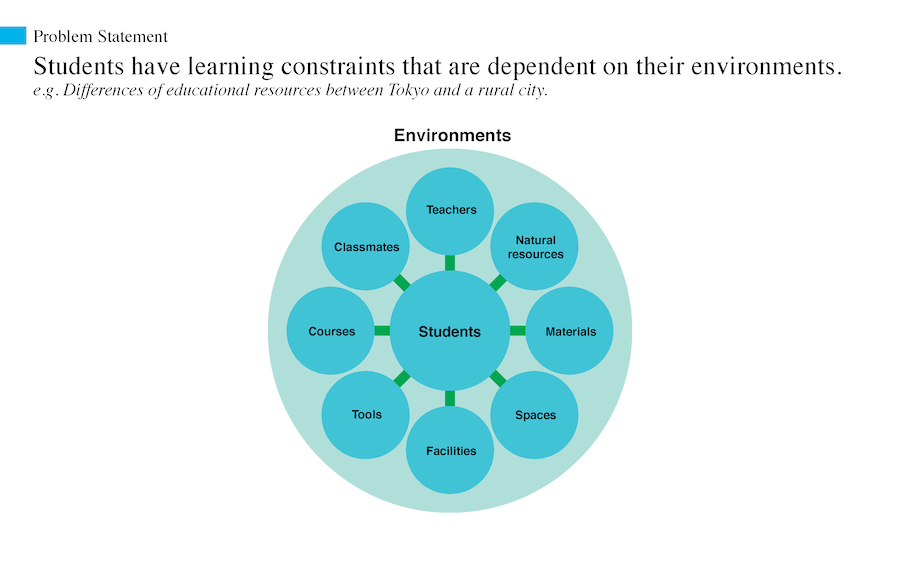 Problem Statement
Students have learning constraints that are dependent on their environments.
e.g. Differences of educational resources between Tokyo and a rural city.
Environments
Teachers
Classmates
Natural
resources
Courses
Students
Materials
Tools
Spaces
Facilities